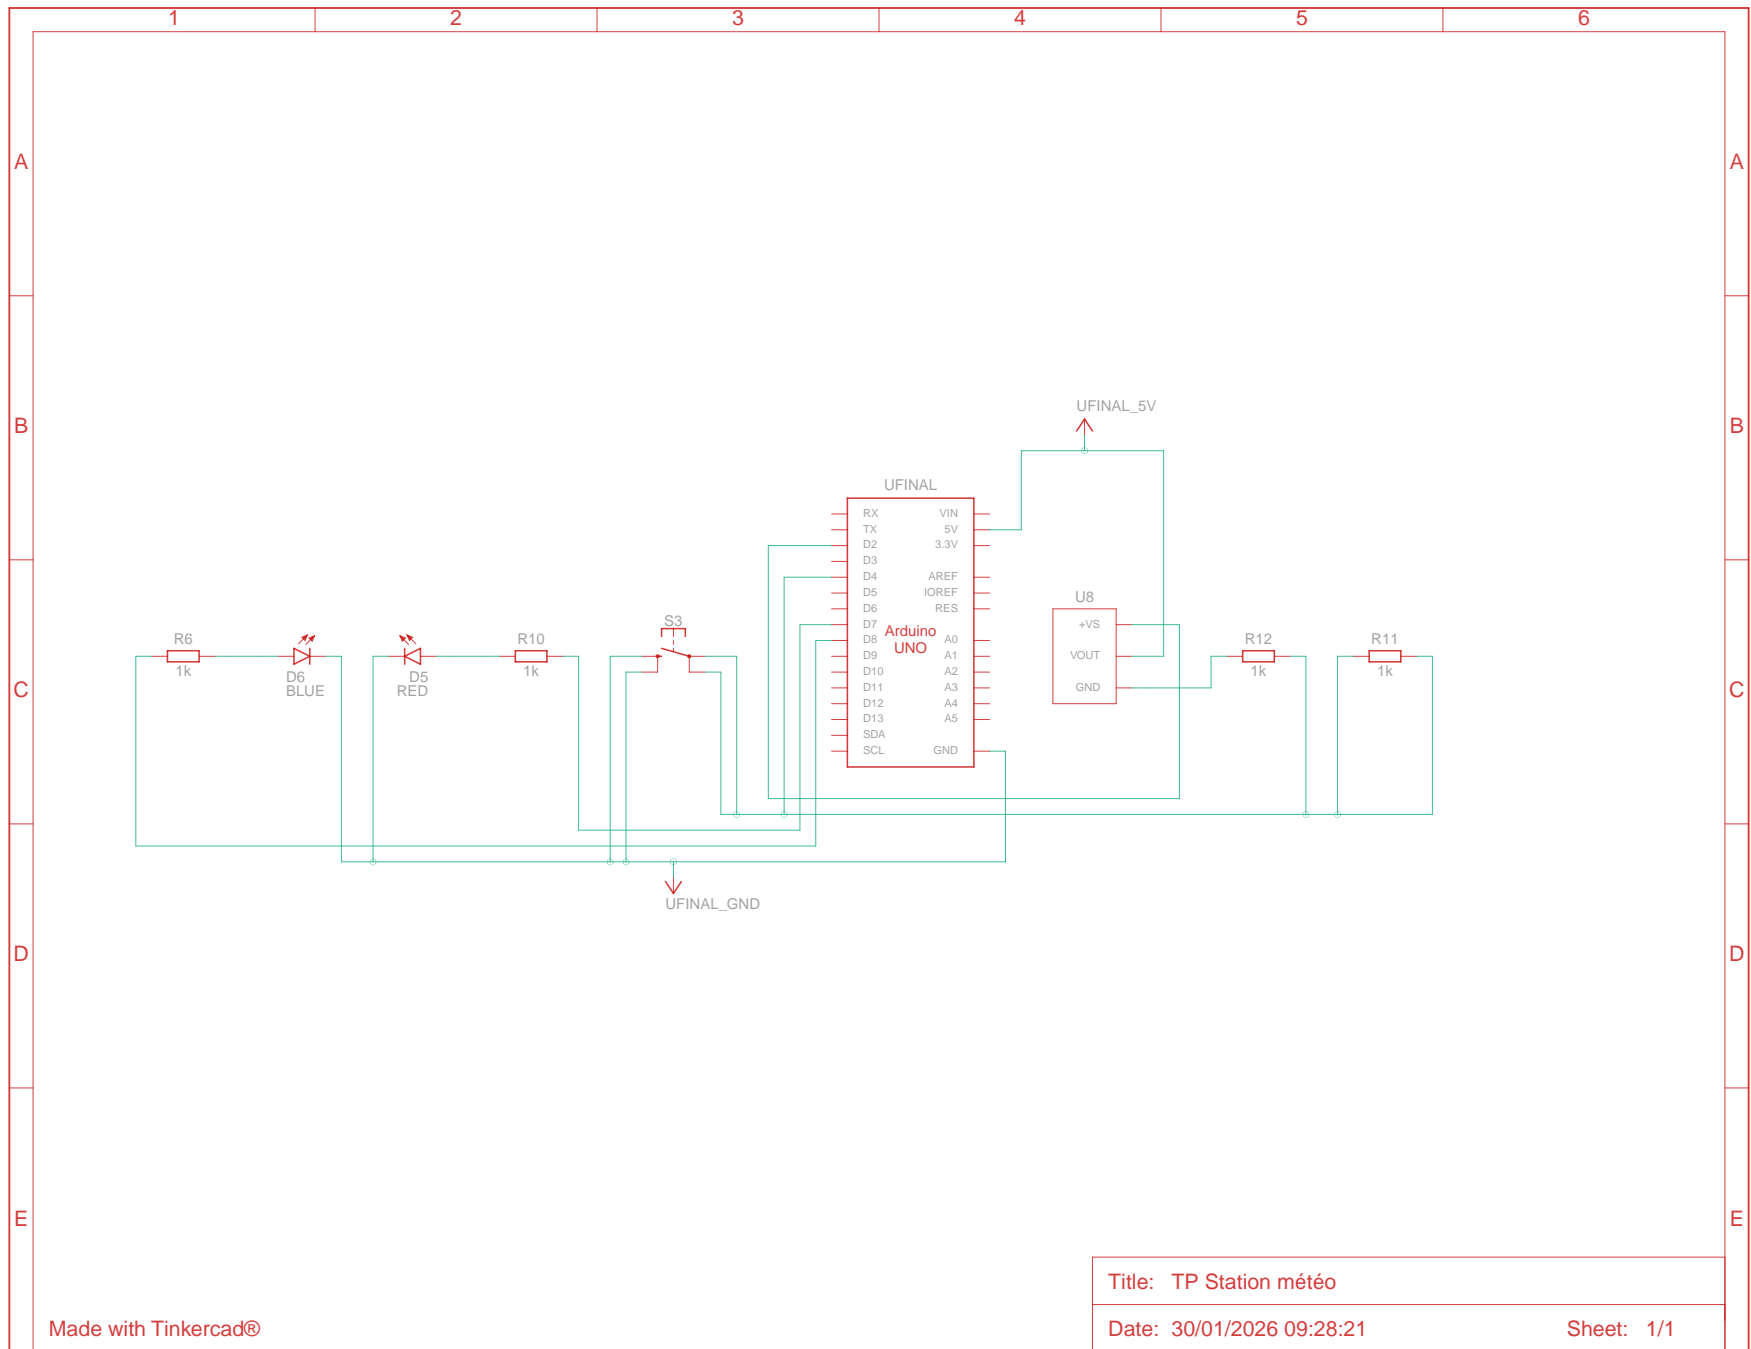 1 2 3 4 5 6
A A
UFINAL_5V
B B
UFINAL
RX VIN
TX 5V
D2 3.3V
D3
D4 AREF
D5 IOREF
D6 RES
D7
D8 A0
D9 A1
D10 A2
D11 A3
D12 A4
D13 A5
SDA
SCL GND
Arduino
UNO
U8
+VS
VOUT
GND
R6
1k
D6
BLUE
D5
RED
R10
1k
S3
R12
1k
R11
1k
C C
UFINAL_GND
D D
E E
Title: TP Station météo
Made with Tinkercad®
Date: 30/01/2026 09:28:21 Sheet: 1/1